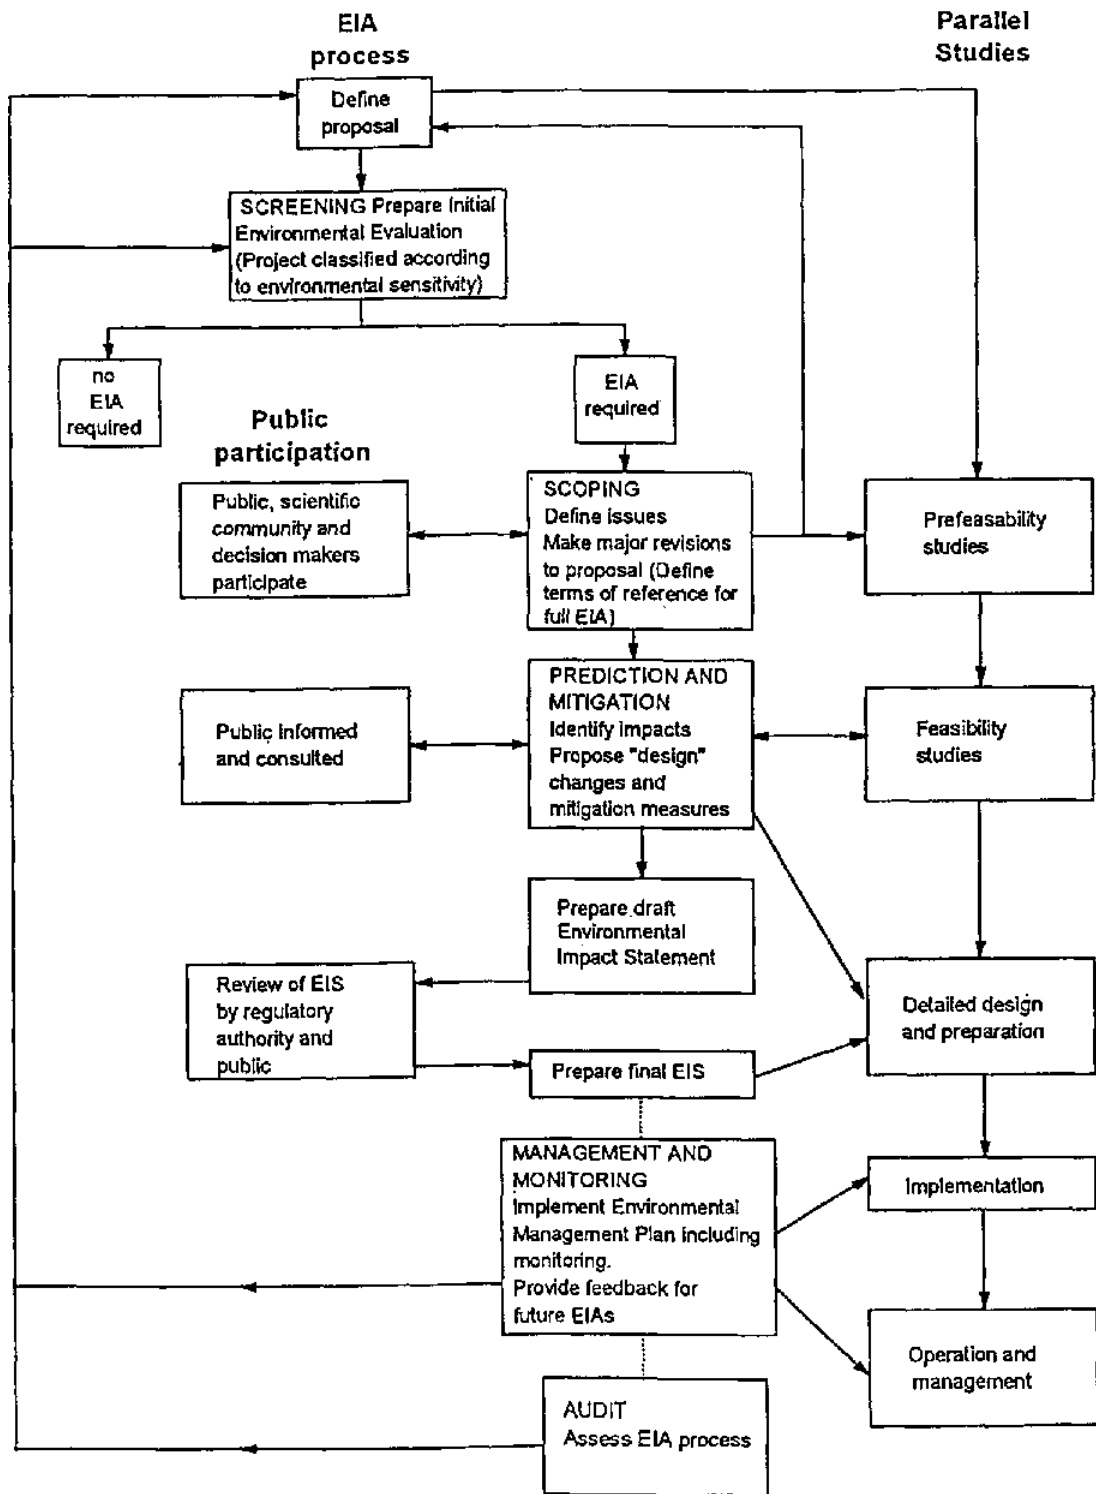 EIA
process
Parallel
Studies
Define
proposal
SCREENING Prepare Initial
Environmental Evaluation
(Project classified according
to environmental sensitivity)
no
EIA
required
EIA
required
Public
participation
Public, scientific
community and
decision makers
participate
SCOPING
Define issues
Make major revisions
to proposal (Define
terms of reference for
full EIA)
Prefeasability
studies
Public informed
and consulted
PREDICTION AND
MITIGATION
Identify impacts
Propose "design"
changes and
mitigation measures
Feasibility
studies
Prepare draft
Environmental
Impact Statement
Review of EIS
by regulatory
authority and
public
Detailed design
and preparation
Prepare final EIS
MANAGEMENT AND
MONITORING
Implement Environmental
Management Plan including
monitoring.
Provide feedback for
future EIAs
Implementation
Operation and
management
AUDIT
Assess EIA process